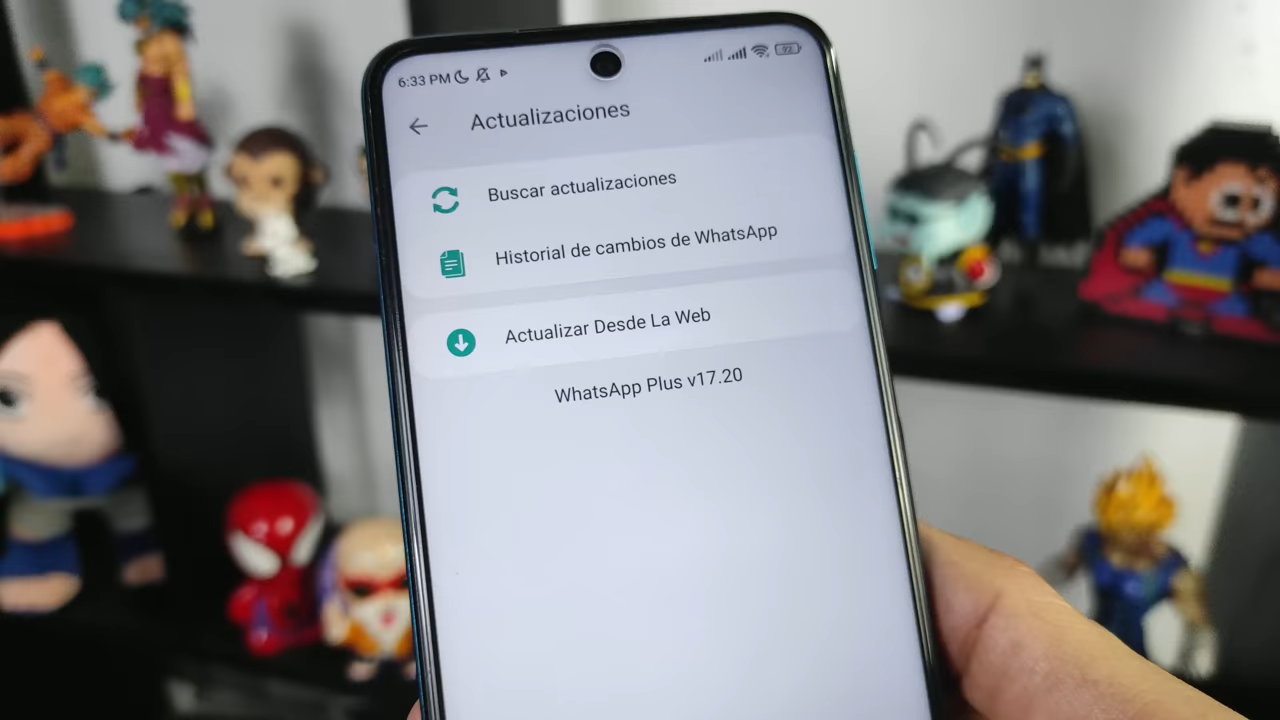 6:33 PM
92
Actualizaciones
Buscar actualizaciones
Historial de cambios de WhatsApp
Actualizar Desde La Web
WhatsApp Plus v17.20